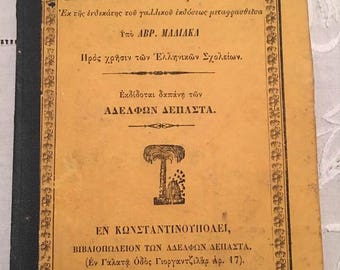 Ἐκ τῆς ἑνδεκάτης τοῦ γαλλικοῦ ἐκδόσεως μεταφρασθεῖσα
Ὑπὸ ΑΒΡ. ΜΑΛΙΑΚΑ
Πρὸς χρῆσιν τῶν Ἑλληνικῶν Σχολείων.
Ἐκδίδοται δαπάνῃ τῶν
ΑΔΕΛΦΩΝ ΔΕΠΑΣΤΑ.
ΕΝ ΚΩΝΣΤΑΝΤΙΝΟΥΠΟΛΕΙ,
ΒΙΒΛΙΟΠΩΛΕΙΟΝ ΤΩΝ ΑΔΕΛΦΩΝ ΔΕΠΑΣΤΑ.
(Ἐν Γαλατᾷ Ὁδὸς Γιοργαντζιλὰρ Ἀρ. 17).